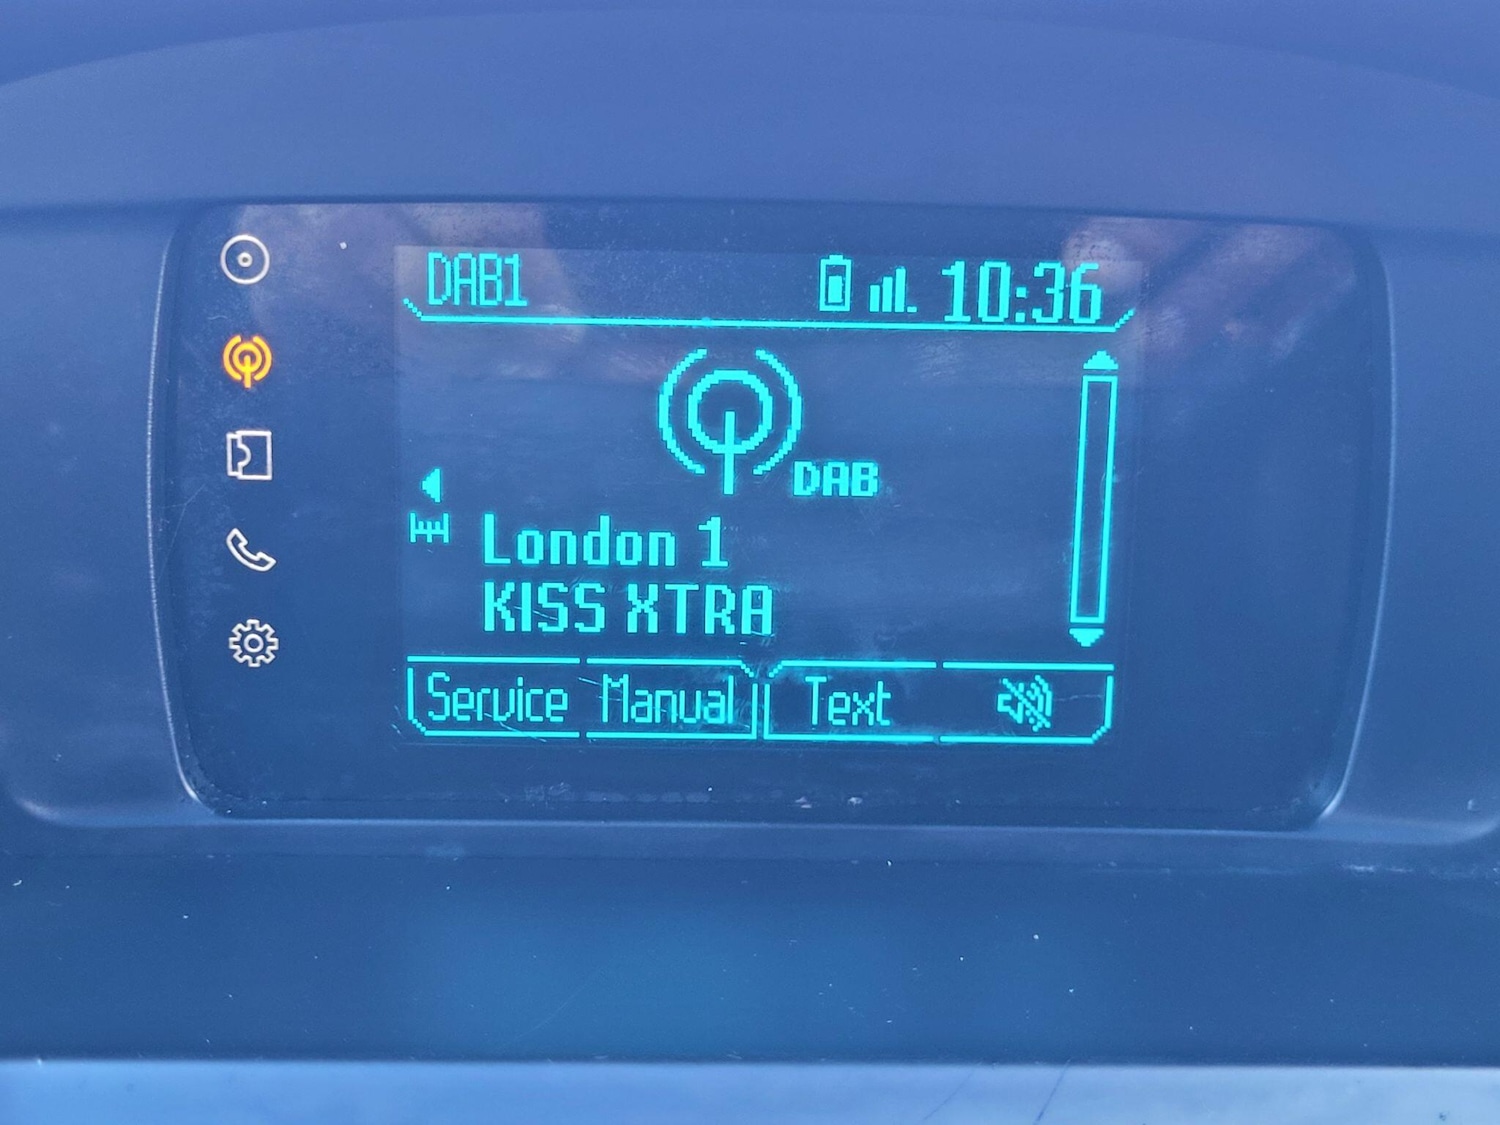 DAB1 10:36
DAB
London 1
KISS XTRA
Service Manual Text